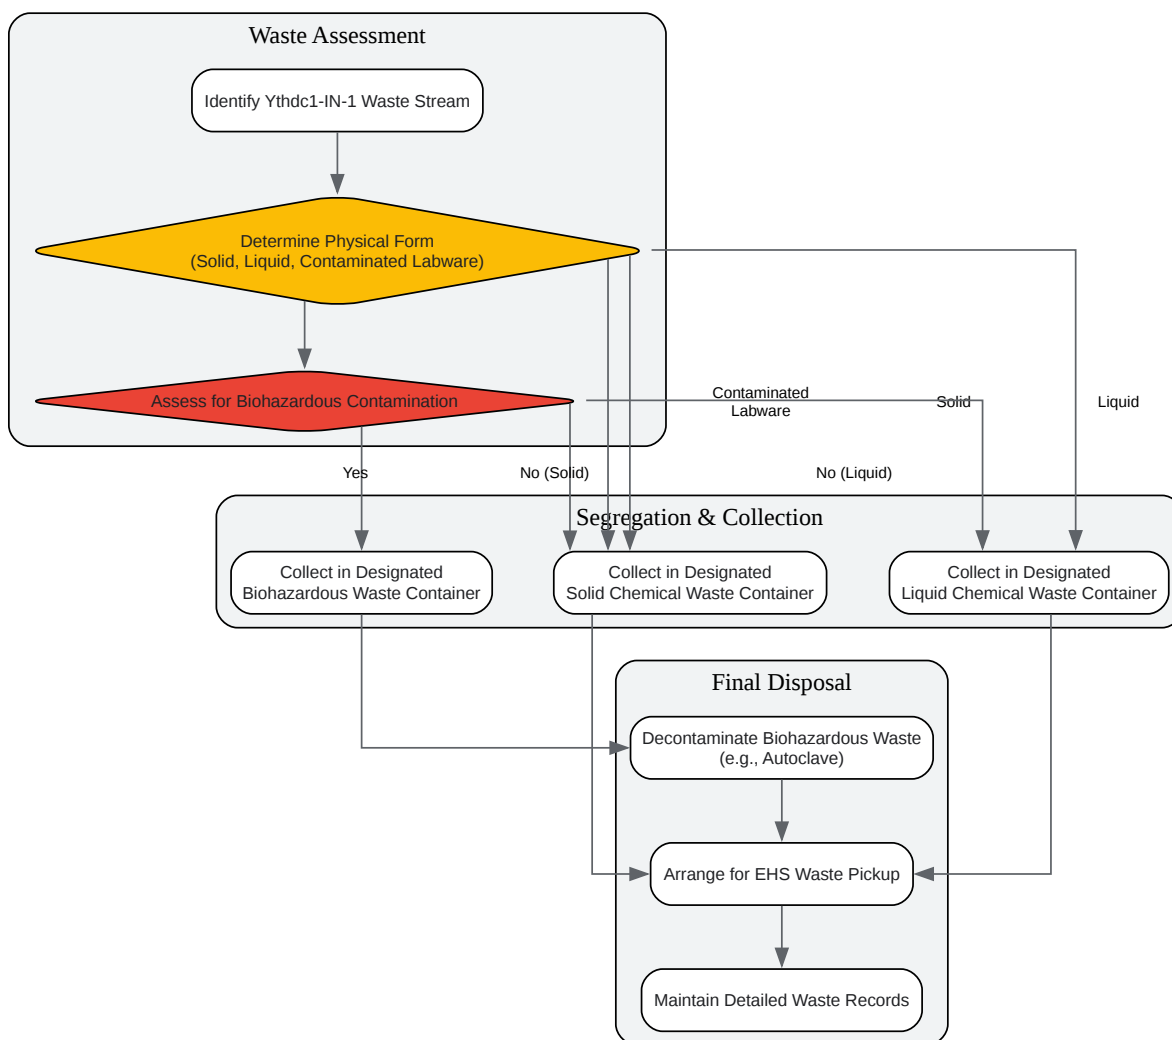 Waste Assessment
Identify Ythdc1-IN-1 Waste Stream
Determine Physical Form
(Solid, Liquid, Contaminated Labware)
Assess for Biohazardous Contamination
Contaminated
Labware
Solid
Liquid
Yes
No (Solid)
No (Liquid)
Segregation & Collection
Collect in Designated
Biohazardous Waste Container
Collect in Designated
Solid Chemical Waste Container
Collect in Designated
Liquid Chemical Waste Container
Final Disposal
Decontaminate Biohazardous Waste
(e.g., Autoclave)
Arrange for EHS Waste Pickup
Maintain Detailed Waste Records